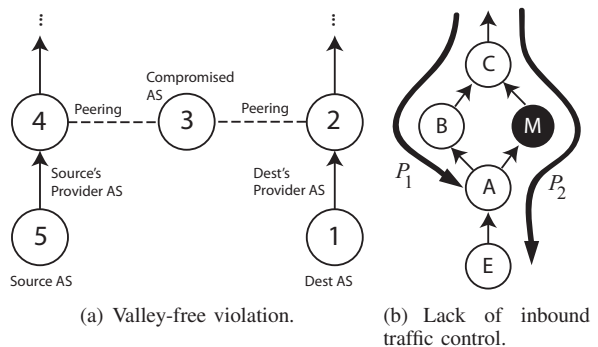 ...
...
Compromised
AS
Peering
Peering
4
3
2
Source's
Provider AS
Dest's
Provider AS
5
1
Source AS
Dest AS
(a) Valley-free violation.
C
B
M
P1
A
P2
E
(b) Lack of inbound
traffic control.